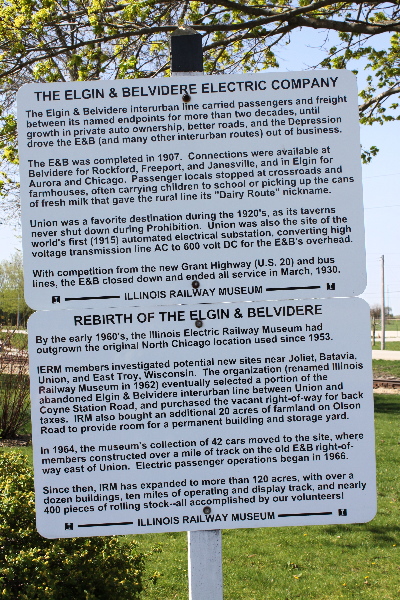 THE ELGIN & BELVIDERE ELECTRIC COMPANY
The Elgin & Belvidere interurban line carried passengers and freight
between its named endpoints for more than two decades, until
growth in private auto ownership, better roads, and the Depression
drove the E&B (and many other interurban routes) out of business.
The E&B was completed in 1907. Connections were available at
Belvidere for Rockford, Freeport, and Janesville, and in Elgin for
Aurora and Chicago. Passenger locals stopped at crossroads and
farmhouses, often carrying children to school or picking up the cans
of fresh milk that gave the rural line its "Dairy Route" nickname.
Union was a favorite destination during the 1920's, as its taverns
never shut down during Prohibition. Union was also the site of the
world's first (1915) automated electrical substation, converting high
voltage transmission line AC to 600 volt DC for the E&B's overhead.
With competition from the new Grant Highway (U.S. 20) and bus
lines, the E&B closed down and ended all service in March, 1930.
ILLINOIS RAILWAY MUSEUM
REBIRTH OF THE ELGIN & BELVIDERE
By the early 1960's, the Illinois Electric Railway Museum had
outgrown the original North Chicago location used since 1953.
IERM members investigated potential new sites near Joliet, Batavia,
Union, and East Troy, Wisconsin. The organization (renamed Illinois
Railway Museum in 1962) eventually selected a portion of the
abandoned Elgin & Belvidere interurban line between Union and
Coyne Station Road, and purchased the vacant right-of-way for back
taxes. IRM also bought an additional 20 acres of farmland on Olson
Road to provide room for a permanent building and storage yard.
In 1964, the museum's collection of 42 cars moved to the site, where
members constructed over a mile of track on the old E&B right-of-
way east of Union. Electric passenger operations began in 1966.
Since then, IRM has expanded to more than 120 acres, with over a
dozen buildings, ten miles of operating and display track, and nearly
400 pieces of rolling stock--all accomplished by our volunteers!
ILLINOIS RAILWAY MUSEUM